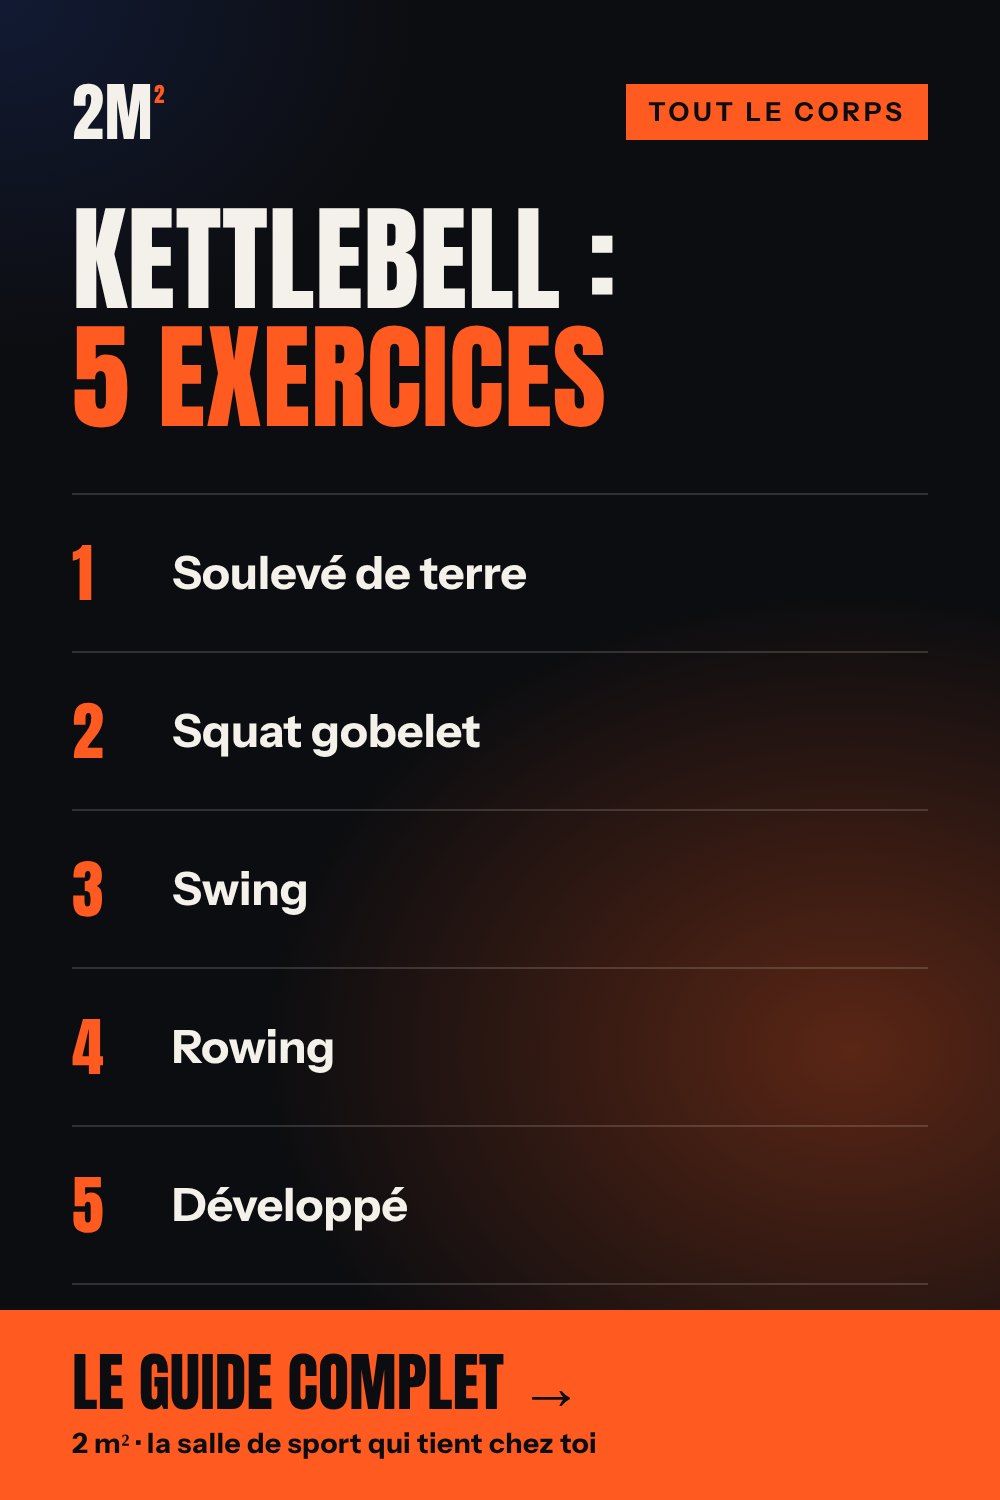 2M²
TOUT LE CORPS
KETTLEBELL :
5 EXERCICES
1 Soulevé de terre
2 Squat gobelet
3 Swing
4 Rowing
5 Développé
LE GUIDE COMPLET →
2 m² · la salle de sport qui tient chez toi